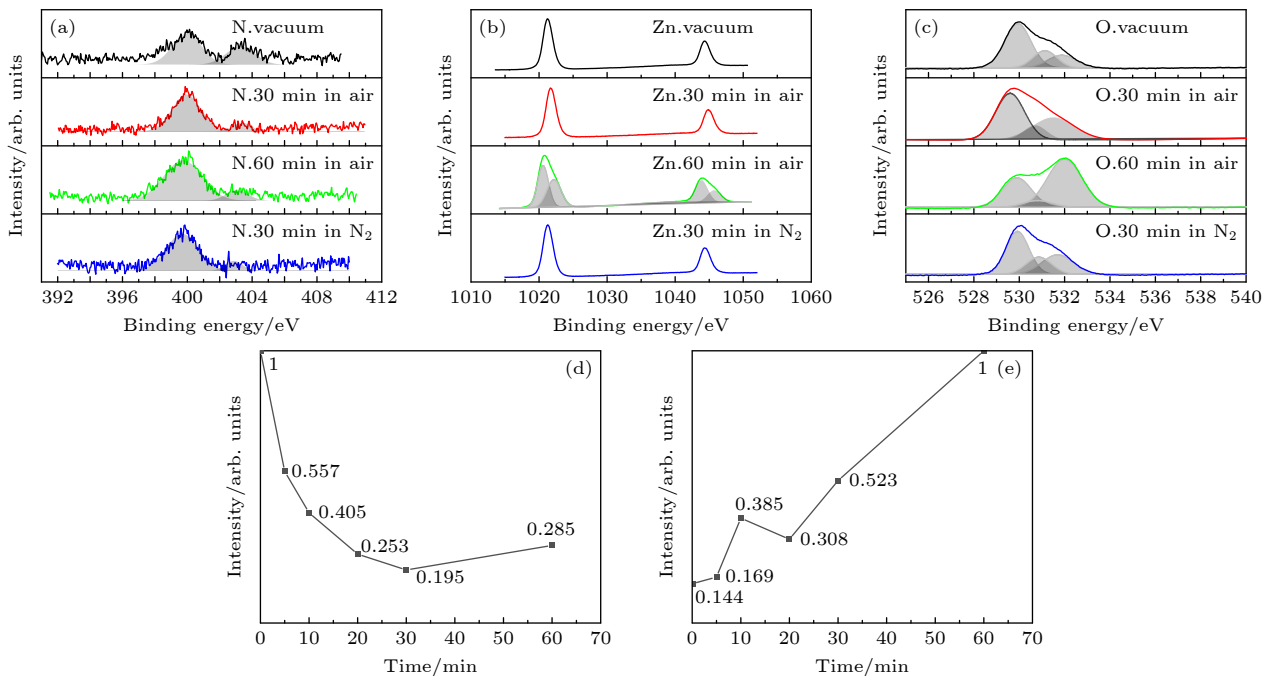 (a) N.vacuum
N.30 min in air
N.60 min in air
N.30 min in N₂
392 396 400 404 408 412
Binding energy/eV
Intensity/arb. units
(b) Zn.vacuum
Zn.30 min in air
Zn.60 min in air
Zn.30 min in N₂
1010 1020 1030 1040 1050 1060
Binding energy/eV
Intensity/arb. units
(c) O.vacuum
O.30 min in air
O.60 min in air
O.30 min in N₂
526 528 530 532 534 536 538 540
Binding energy/eV
Intensity/arb. units
(d)
1
0.557
0.405
0.253
0.195
0.285
0 10 20 30 40 50 60 70
Time/min
Intensity/arb. units
1 (e)
0.523
0.385
0.308
0.169
0.144
0 10 20 30 40 50 60 70
Time/min
Intensity/arb. units